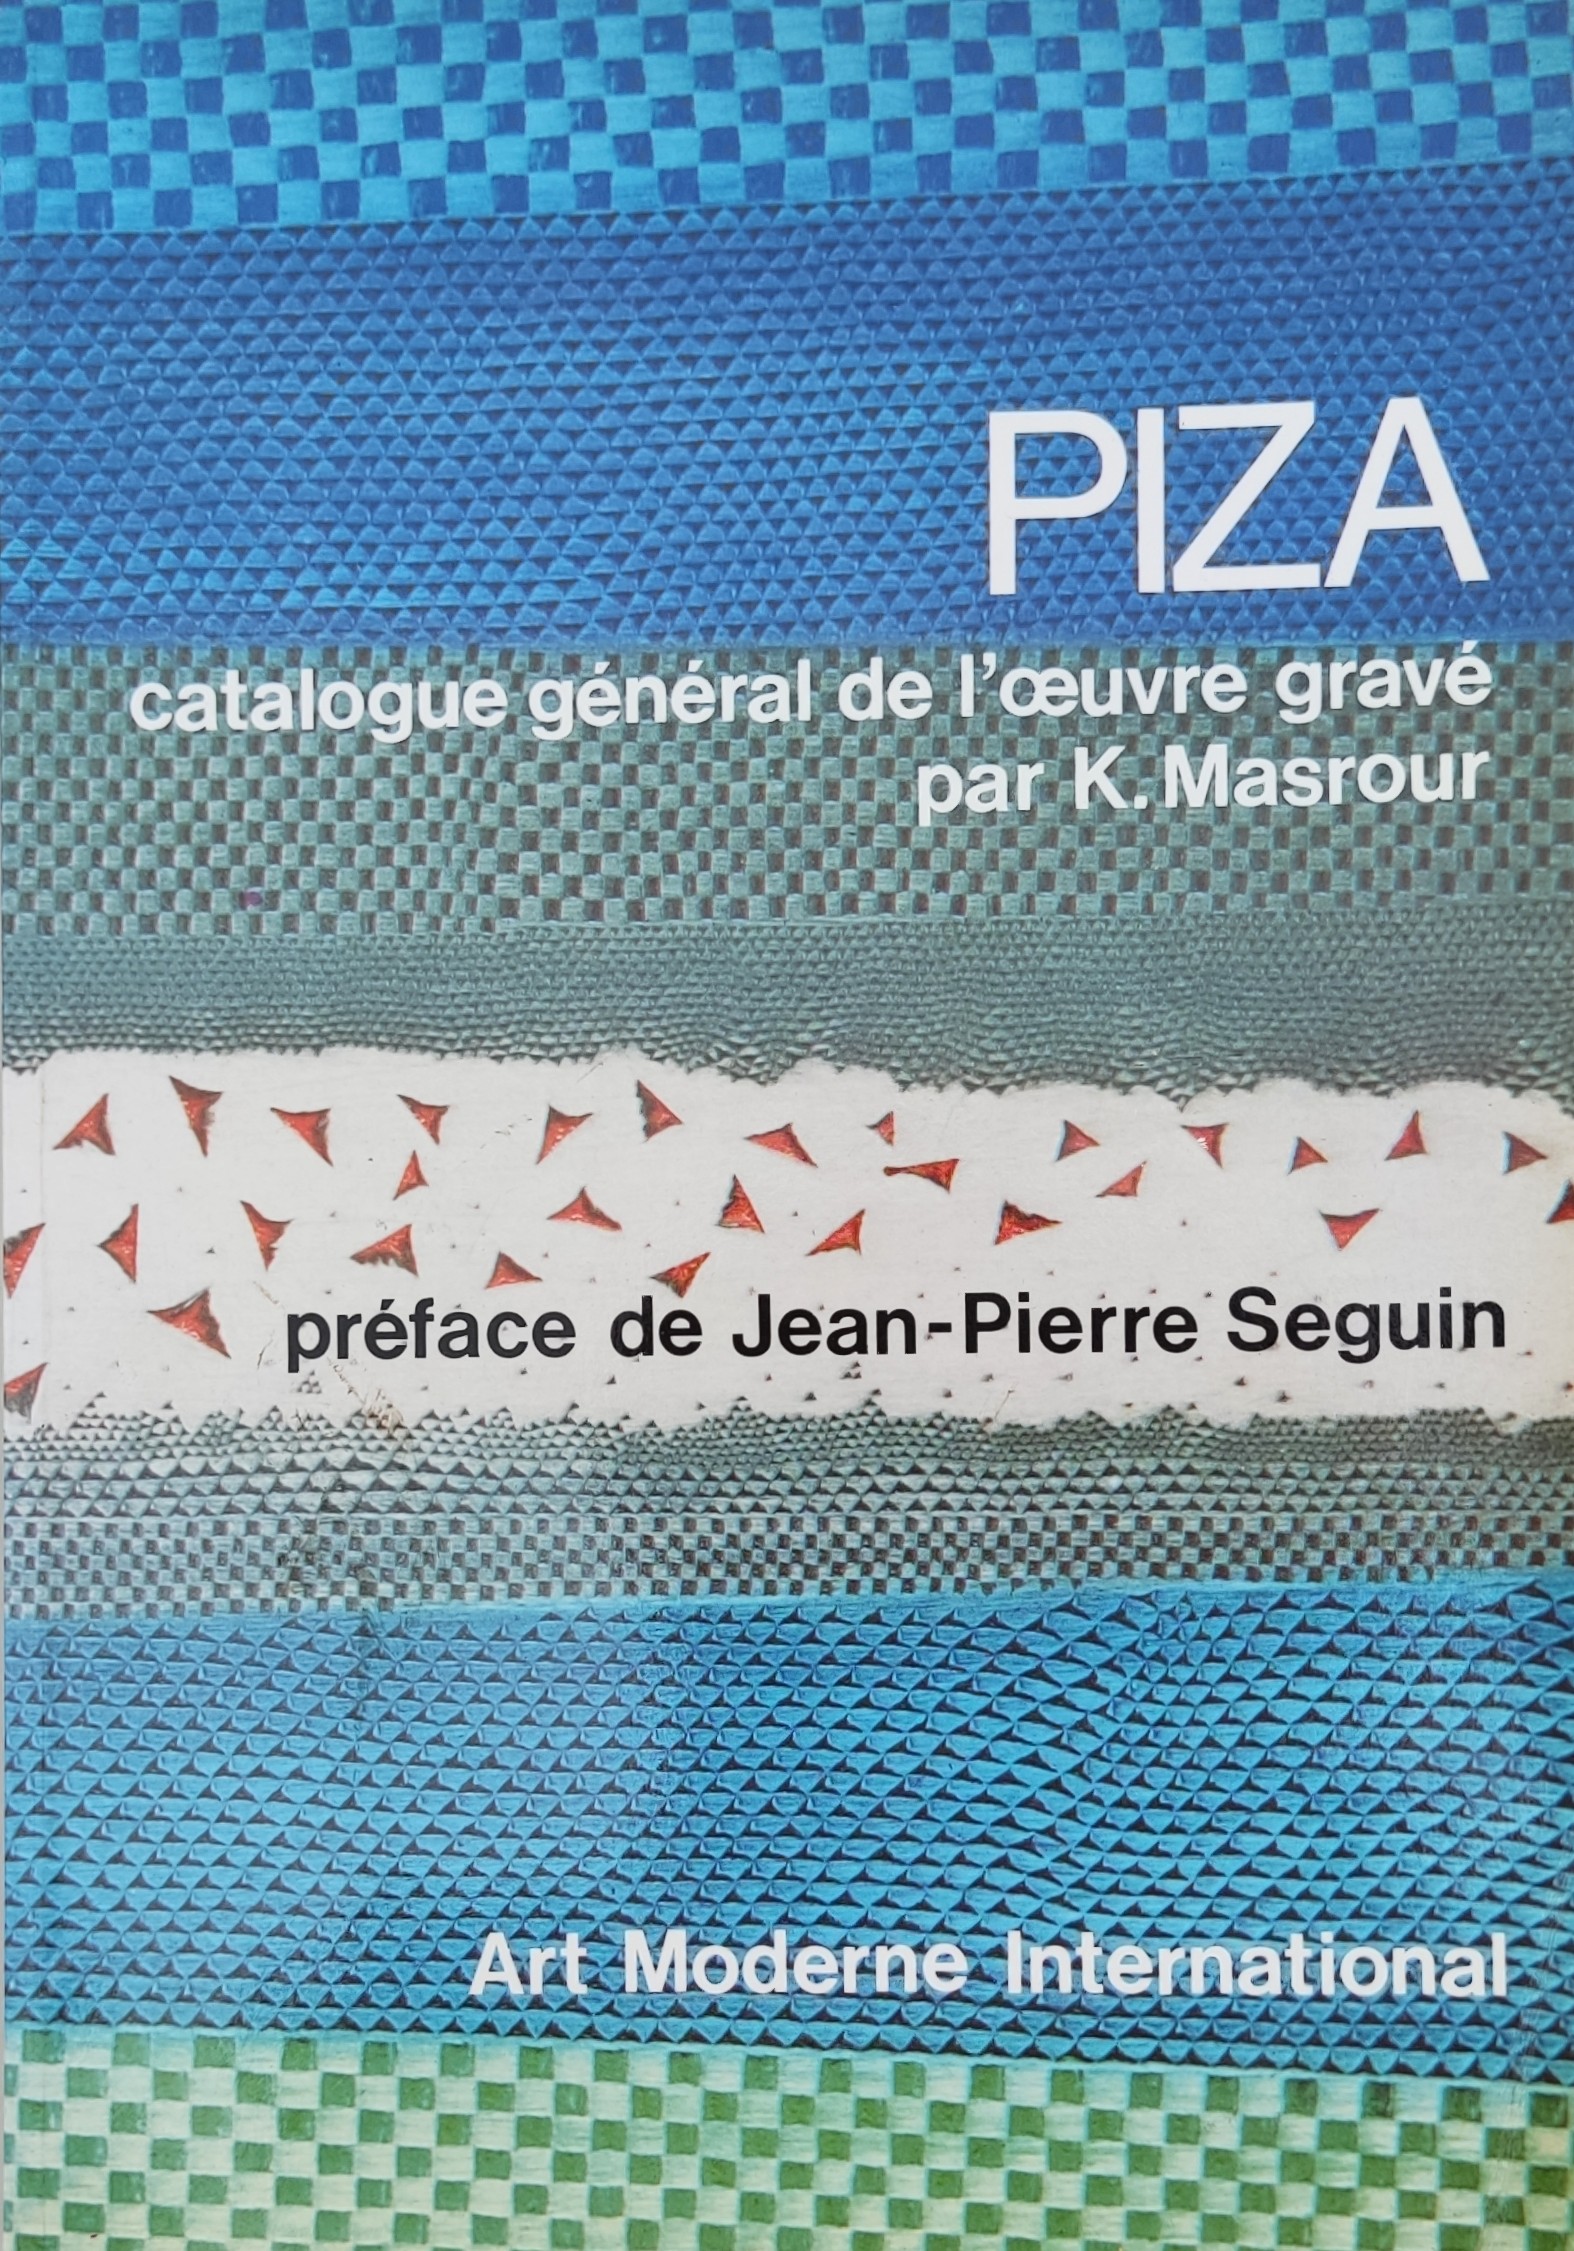 PIZA
catalogue général de l'œuvre gravé
par K. Masrour
préface de Jean-Pierre Seguin
Art Moderne International